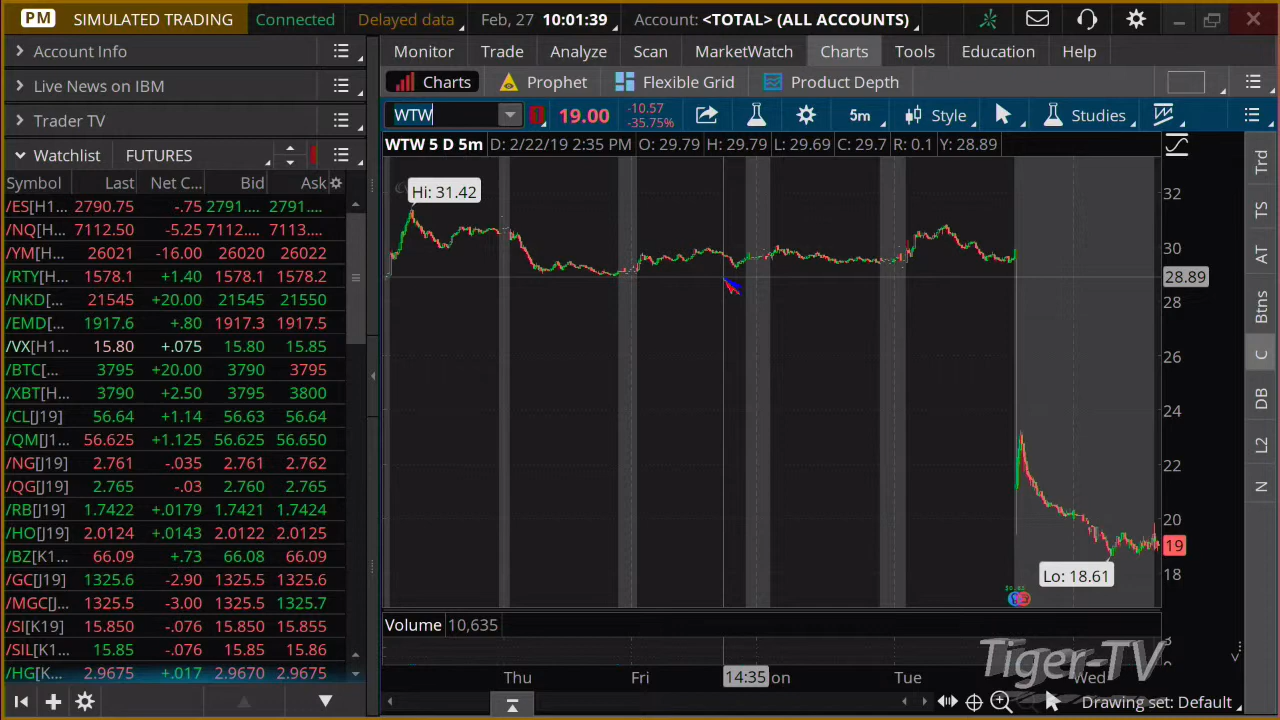 PM SIMULATED TRADING Connected Delayed data Feb, 27 10:01:39 Account: <TOTAL> (ALL ACCOUNTS)
Account Info
Live News on IBM
Trader TV
Watchlist FUTURES
Symbol Last Net C... Bid Ask
/ES[H1... 2790.75 -.75 2791.... 2791....
/NQ[H1... 7112.50 -5.25 7112.... 7113....
/YM[H... 26021 -16.00 26020 26022
/RTY[H... 1578.1 +1.40 1578.1 1578.2
/NKD[... 21545 +20.00 21545 21550
/EMD[... 1917.6 +.80 1917.3 1917.5
/VX[H1... 15.80 +.075 15.80 15.85
/BTC[... 3795 +20.00 3790 3795
/XBT[H... 3790 +2.50 3795 3800
/CL[J19] 56.64 +1.14 56.63 56.64
/QM[J1... 56.625 +1.125 56.625 56.650
/NG[J19] 2.761 -.035 2.761 2.762
/QG[J19] 2.765 -.03 2.760 2.765
/RB[J19] 1.7422 +.0179 1.7421 1.7424
/HO[J19] 2.0124 +.0143 2.0122 2.0125
/BZ[K1... 66.09 +.73 66.08 66.09
/GC[J19] 1325.6 -2.90 1325.5 1325.6
/MGC[J... 1325.5 -3.00 1325.5 1325.7
/SI[K19] 15.850 -.076 15.850 15.855
/SIL[K1... 15.85 -.076 15.85 15.86
/HG[K... 2.9675 +.017 2.9670 2.9675
Monitor Trade Analyze Scan MarketWatch Charts Tools Education Help
Charts Prophet Flexible Grid Product Depth
WTW 1 19.00 -10.57 5m Style Studies
-35.75%
WTW 5 D 5m D: 2/22/19 2:35 PM O: 29.79 H: 29.79 L: 29.69 C: 29.7 R: 0.1 Y: 28.89
Hi: 31.42
32
30
28.89
28
26
24
22
20
19
18
Lo: 18.61
Volume 10,635
Thu Fri 14:35 on Tue Wed
Drawing set: Default
Trd
TS
AT
Btns
C
DB
L2
N
Tiger-TV